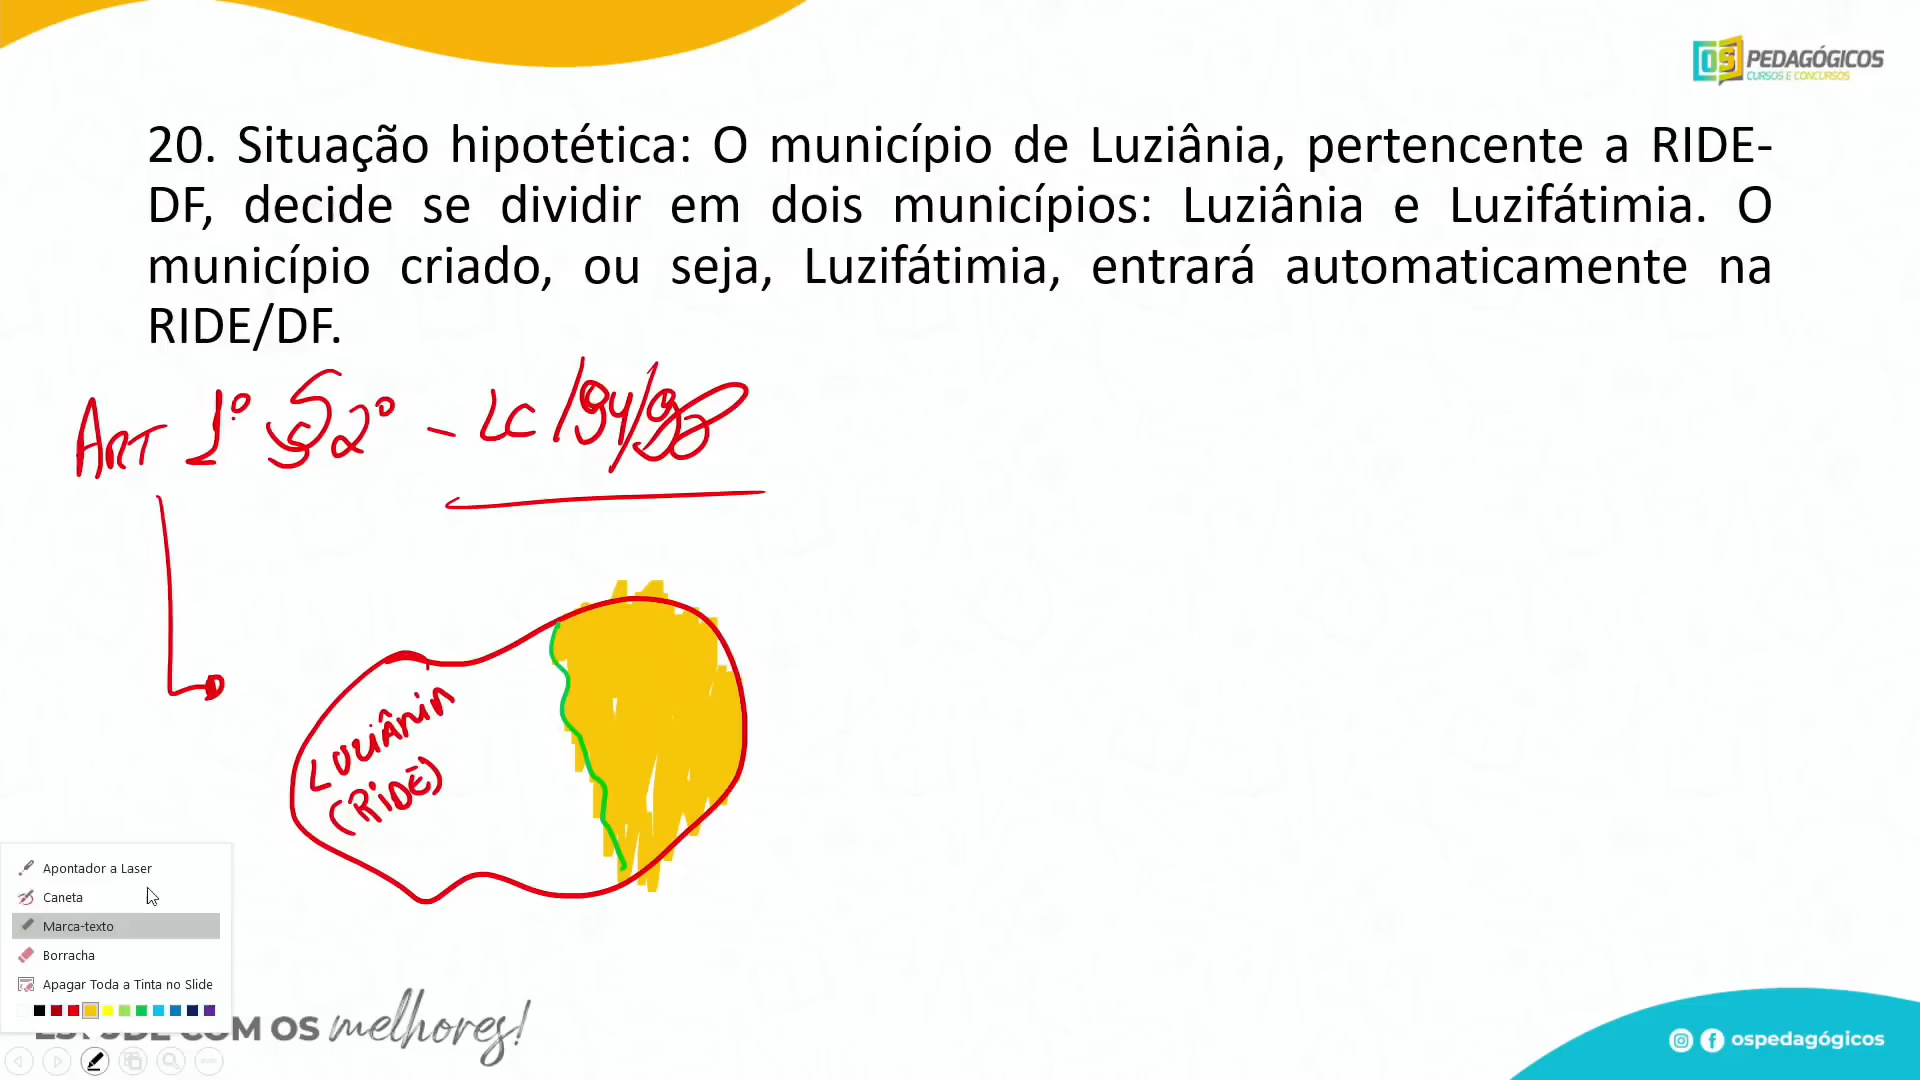 OS PEDAGÓGICOS
CURSOS E CONCURSOS
20. Situação hipotética: O município de Luziânia, pertencente a RIDE-
DF, decide se dividir em dois municípios: Luziânia e Luzifátimia. O
município criado, ou seja, Luzifátimia, entrará automaticamente na
RIDE/DF.
ART 1º § 2º - LC /94/98
LUZIÂNIA
(RIDE)
Apontador a Laser
Caneta
Marca-texto
Borracha
Apagar Toda a Tinta no Slide
COM OS melhores!
ospedagógicos